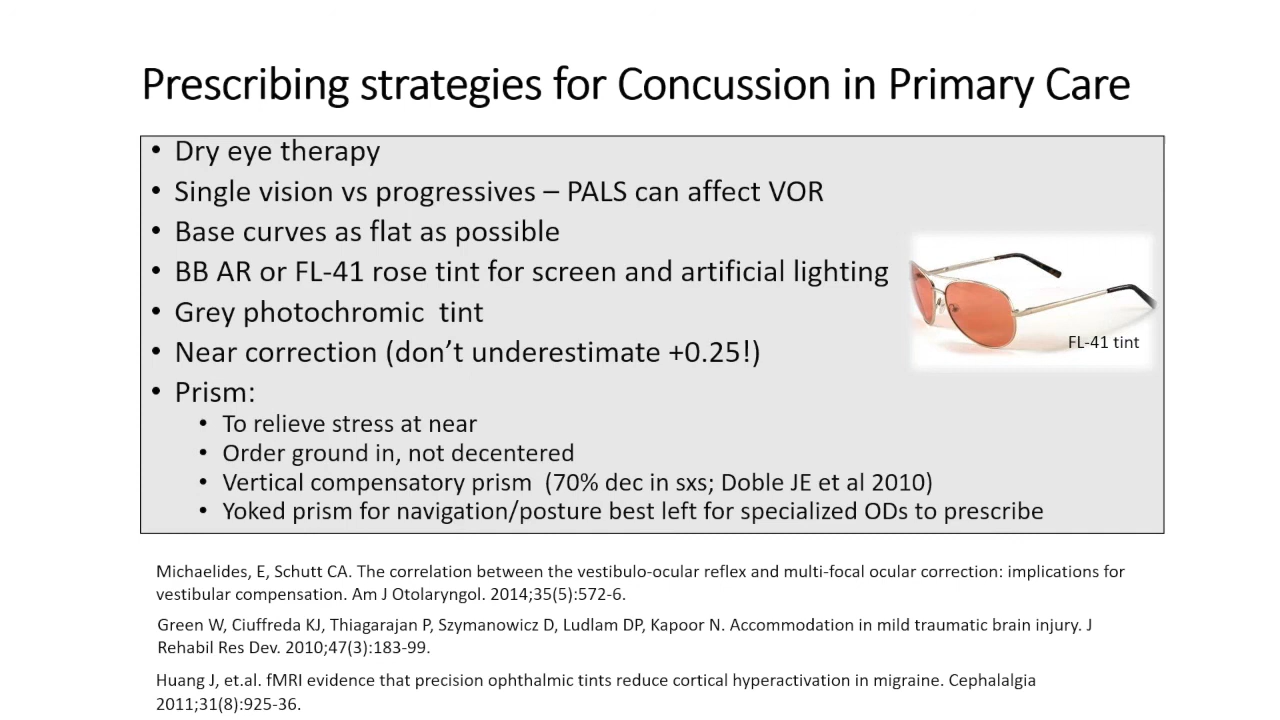 Prescribing strategies for Concussion in Primary Care
• Dry eye therapy
• Single vision vs progressives – PALS can affect VOR
• Base curves as flat as possible
• BB AR or FL-41 rose tint for screen and artificial lighting
• Grey photochromic  tint
• Near correction (don’t underestimate +0.25!)
• Prism:
• To relieve stress at near
• Order ground in, not decentered
• Vertical compensatory prism  (70% dec in sxs; Doble JE et al 2010)
• Yoked prism for navigation/posture best left for specialized ODs to prescribe
FL-41 tint
Michaelides, E, Schutt CA. The correlation between the vestibulo-ocular reflex and multi-focal ocular correction: implications for
vestibular compensation. Am J Otolaryngol. 2014;35(5):572-6.
Green W, Ciuffreda KJ, Thiagarajan P, Szymanowicz D, Ludlam DP, Kapoor N. Accommodation in mild traumatic brain injury. J
Rehabil Res Dev. 2010;47(3):183-99.
Huang J, et.al. fMRI evidence that precision ophthalmic tints reduce cortical hyperactivation in migraine. Cephalalgia
2011;31(8):925-36.